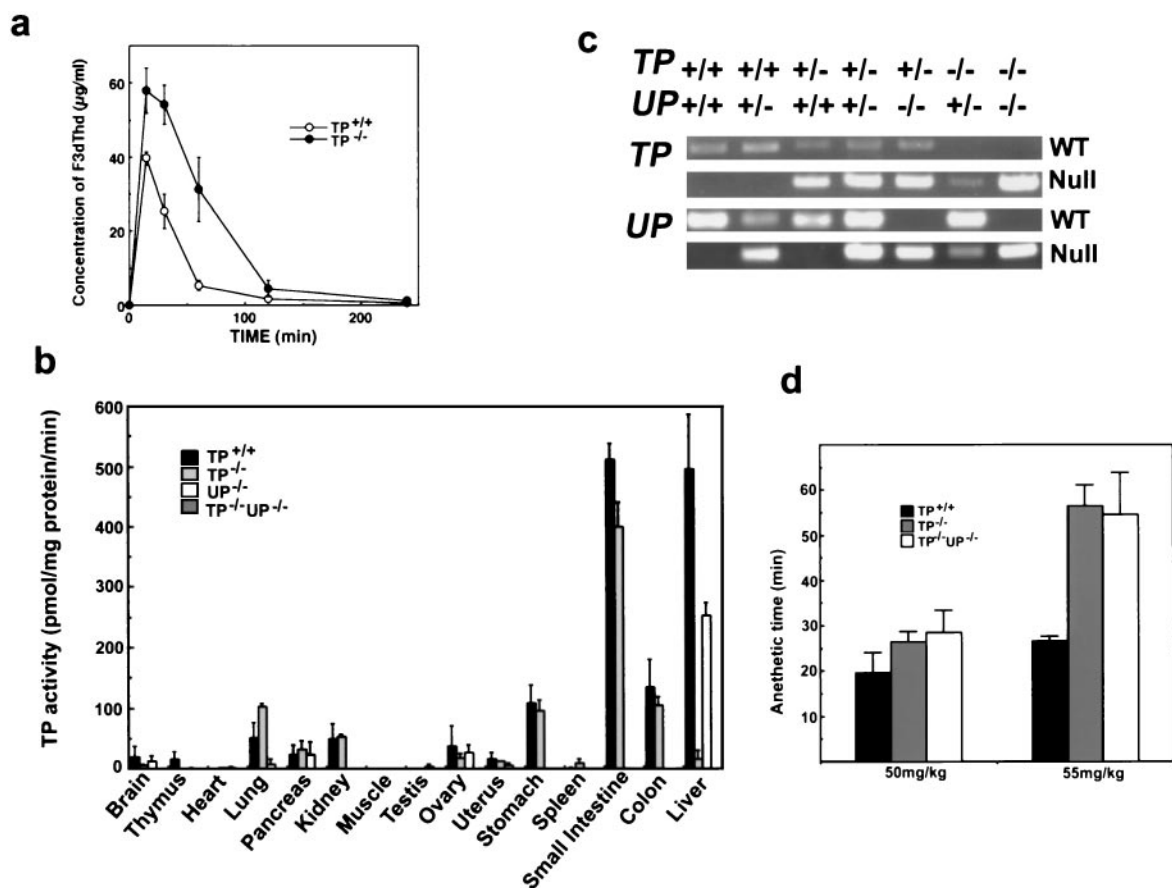 a
Concentration of F3dThd (µg/ml)
60
40
20
0
TP+/+
TP-/-
0 100 200
TIME (min)
c
TP +/+ +/+ +/- +/- +/- -/- -/-
UP +/+ +/- +/+ +/- -/- +/- -/-
TP WT
Null
UP WT
Null
b
TP activity (pmol/mg protein/min)
600
500
400
300
200
100
0
TP+/+
TP-/-
UP-/-
TP-/-UP-/-
Brain
Thymus
Heart
Lung
Pancreas
Kidney
Muscle
Testis
Ovary
Uterus
Stomach
Spleen
Small Intestine
Colon
Liver
d
Anethetic time (min)
60
50
40
30
20
10
TP+/+
TP-/-
TP-/-UP-/-
50mg/kg 55mg/kg